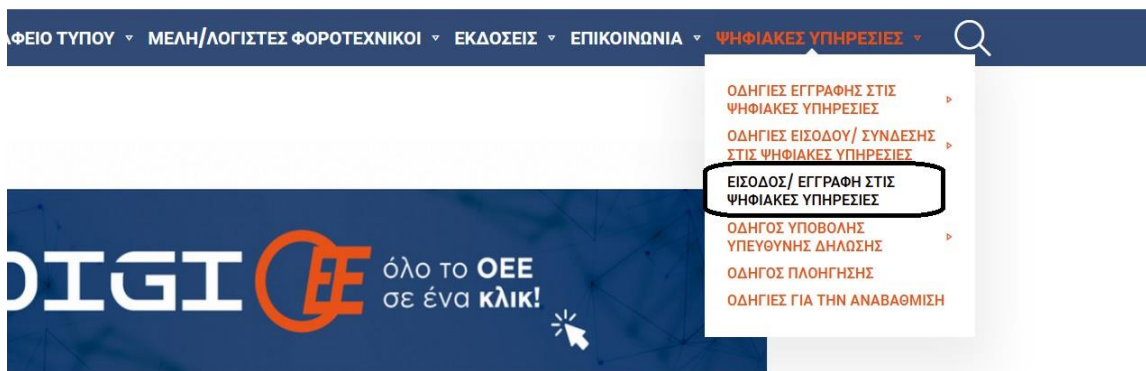 ΑΦΕΙΟ ΤΥΠΟΥ ΜΕΛΗ/ΛΟΓΙΣΤΕΣ ΦΟΡΟΤΕΧΝΙΚΟΙ ΕΚΔΟΣΕΙΣ ΕΠΙΚΟΙΝΩΝΙΑ ΨΗΦΙΑΚΕΣ ΥΠΗΡΕΣΙΕΣ
ΟΔΗΓΙΕΣ ΕΓΓΡΑΦΗΣ ΣΤΙΣ
ΨΗΦΙΑΚΕΣ ΥΠΗΡΕΣΙΕΣ
ΟΔΗΓΙΕΣ ΕΙΣΟΔΟΥ/ ΣΥΝΔΕΣΗΣ
ΣΤΙΣ ΨΗΦΙΑΚΕΣ ΥΠΗΡΕΣΙΕΣ
ΕΙΣΟΔΟΣ/ ΕΓΓΡΑΦΗ ΣΤΙΣ
ΨΗΦΙΑΚΕΣ ΥΠΗΡΕΣΙΕΣ
ΟΔΗΓΟΣ ΥΠΟΒΟΛΗΣ
ΥΠΕΥΘΥΝΗΣ ΔΗΛΩΣΗΣ
ΟΔΗΓΟΣ ΠΛΟΗΓΗΣΗΣ
ΟΔΗΓΙΕΣ ΓΙΑ ΤΗΝ ΑΝΑΒΑΘΜΙΣΗ
DIGI ΟΕΕ
όλο το ΟΕΕ
σε ένα κλικ!